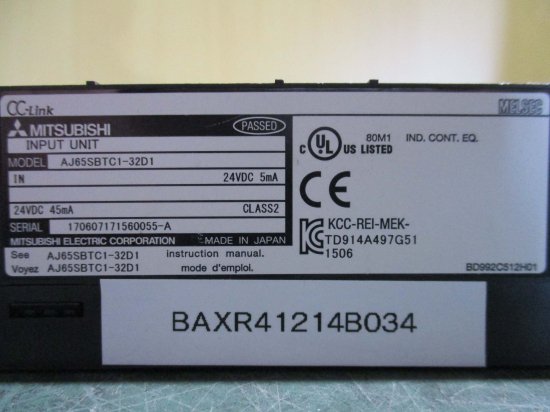 CC-Link
MELSEC
MITSUBISHI
PASSED
INPUT UNIT
MODEL AJ65SBTC1-32D1
IN 24VDC 5mA
24VDC 45mA CLASS2
SERIAL 170607171560055-A
MITSUBISHI ELECTRIC CORPORATION MADE IN JAPAN
See AJ65SBTC1-32D1 instruction manual.
Voyez AJ65SBTC1-32D1 mode d'emploi.
C UL US LISTED 80M1 IND. CONT. EQ.
CE
KCC-REI-MEK-
TD914A497G51
1506
BD992C512H01
BAXR41214B034